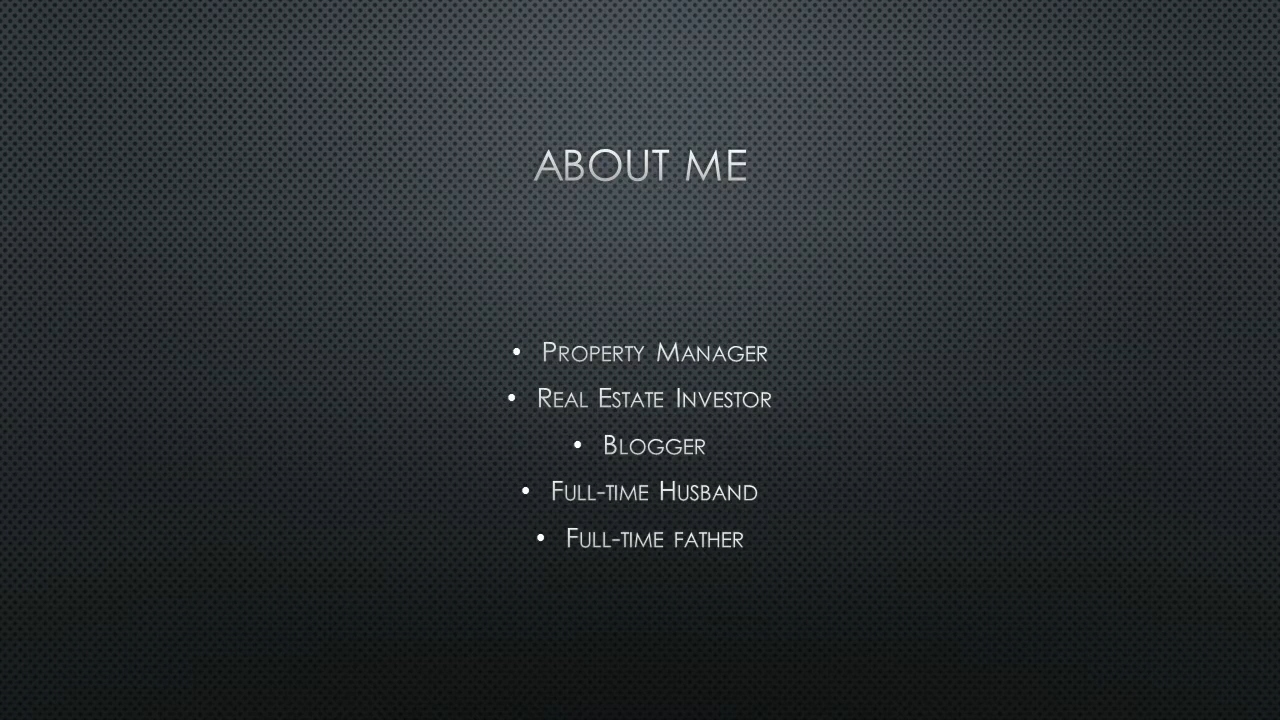 ABOUT ME
• Property Manager
• Real Estate Investor
• Blogger
• Full-time Husband
• Full-time father